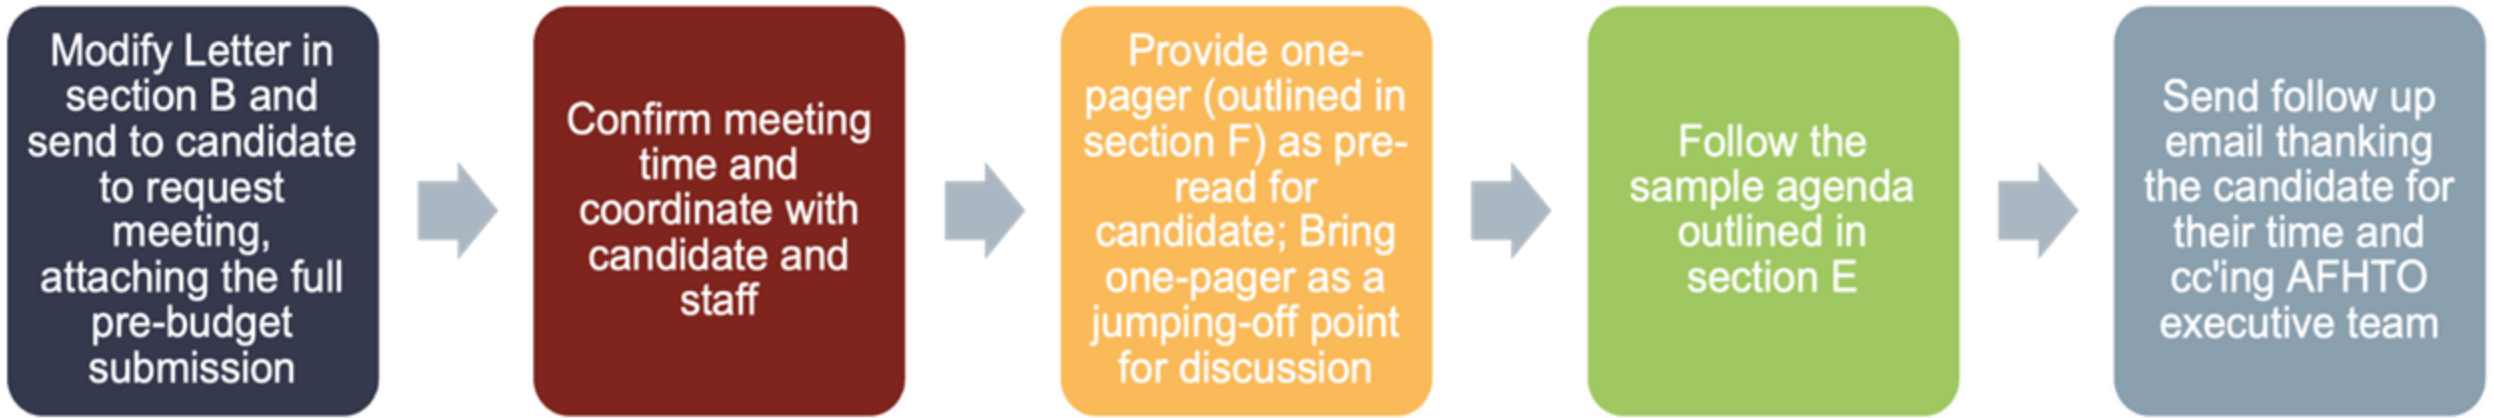 Modify Letter in
section B and
send to candidate
to request
meeting,
attaching the full
pre-budget
submission
Confirm meeting
time and
coordinate with
candidate and
staff
Provide one-
pager (outlined in
section F) as pre-
read for
candidate; Bring
one-pager as a
jumping-off point
for discussion
Follow the
sample agenda
outlined in
section E
Send follow up
email thanking
the candidate for
their time and
cc'ing AFHTO
executive team